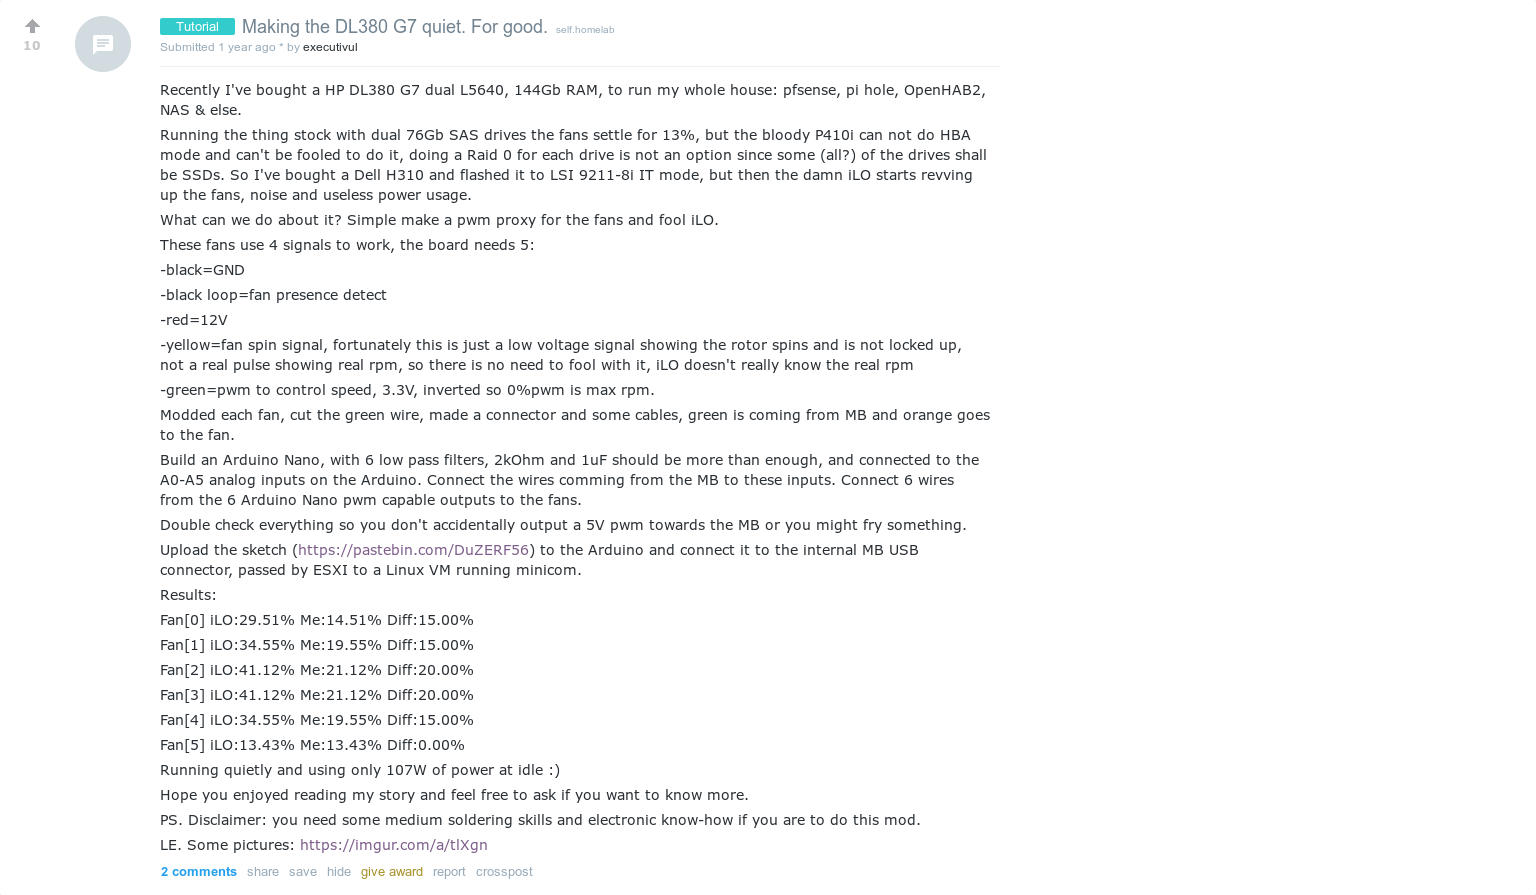 Tutorial Making the DL380 G7 quiet. For good. self.homelab
10
Submitted 1 year ago * by executivul
Recently I've bought a HP DL380 G7 dual L5640, 144Gb RAM, to run my whole house: pfsense, pi hole, OpenHAB2,
NAS & else.
Running the thing stock with dual 76Gb SAS drives the fans settle for 13%, but the bloody P410i can not do HBA
mode and can't be fooled to do it, doing a Raid 0 for each drive is not an option since some (all?) of the drives shall
be SSDs. So I've bought a Dell H310 and flashed it to LSI 9211-8i IT mode, but then the damn iLO starts revving
up the fans, noise and useless power usage.
What can we do about it? Simple make a pwm proxy for the fans and fool iLO.
These fans use 4 signals to work, the board needs 5:
-black=GND
-black loop=fan presence detect
-red=12V
-yellow=fan spin signal, fortunately this is just a low voltage signal showing the rotor spins and is not locked up,
not a real pulse showing real rpm, so there is no need to fool with it, iLO doesn't really know the real rpm
-green=pwm to control speed, 3.3V, inverted so 0%pwm is max rpm.
Modded each fan, cut the green wire, made a connector and some cables, green is coming from MB and orange goes
to the fan.
Build an Arduino Nano, with 6 low pass filters, 2kOhm and 1uF should be more than enough, and connected to the
A0-A5 analog inputs on the Arduino. Connect the wires comming from the MB to these inputs. Connect 6 wires
from the 6 Arduino Nano pwm capable outputs to the fans.
Double check everything so you don't accidentally output a 5V pwm towards the MB or you might fry something.
Upload the sketch (https://pastebin.com/DuZERF56) to the Arduino and connect it to the internal MB USB
connector, passed by ESXI to a Linux VM running minicom.
Results:
Fan[0] iLO:29.51% Me:14.51% Diff:15.00%
Fan[1] iLO:34.55% Me:19.55% Diff:15.00%
Fan[2] iLO:41.12% Me:21.12% Diff:20.00%
Fan[3] iLO:41.12% Me:21.12% Diff:20.00%
Fan[4] iLO:34.55% Me:19.55% Diff:15.00%
Fan[5] iLO:13.43% Me:13.43% Diff:0.00%
Running quietly and using only 107W of power at idle :)
Hope you enjoyed reading my story and feel free to ask if you want to know more.
PS. Disclaimer: you need some medium soldering skills and electronic know-how if you are to do this mod.
LE. Some pictures: https://imgur.com/a/tlXgn
2 comments share save hide give award report crosspost